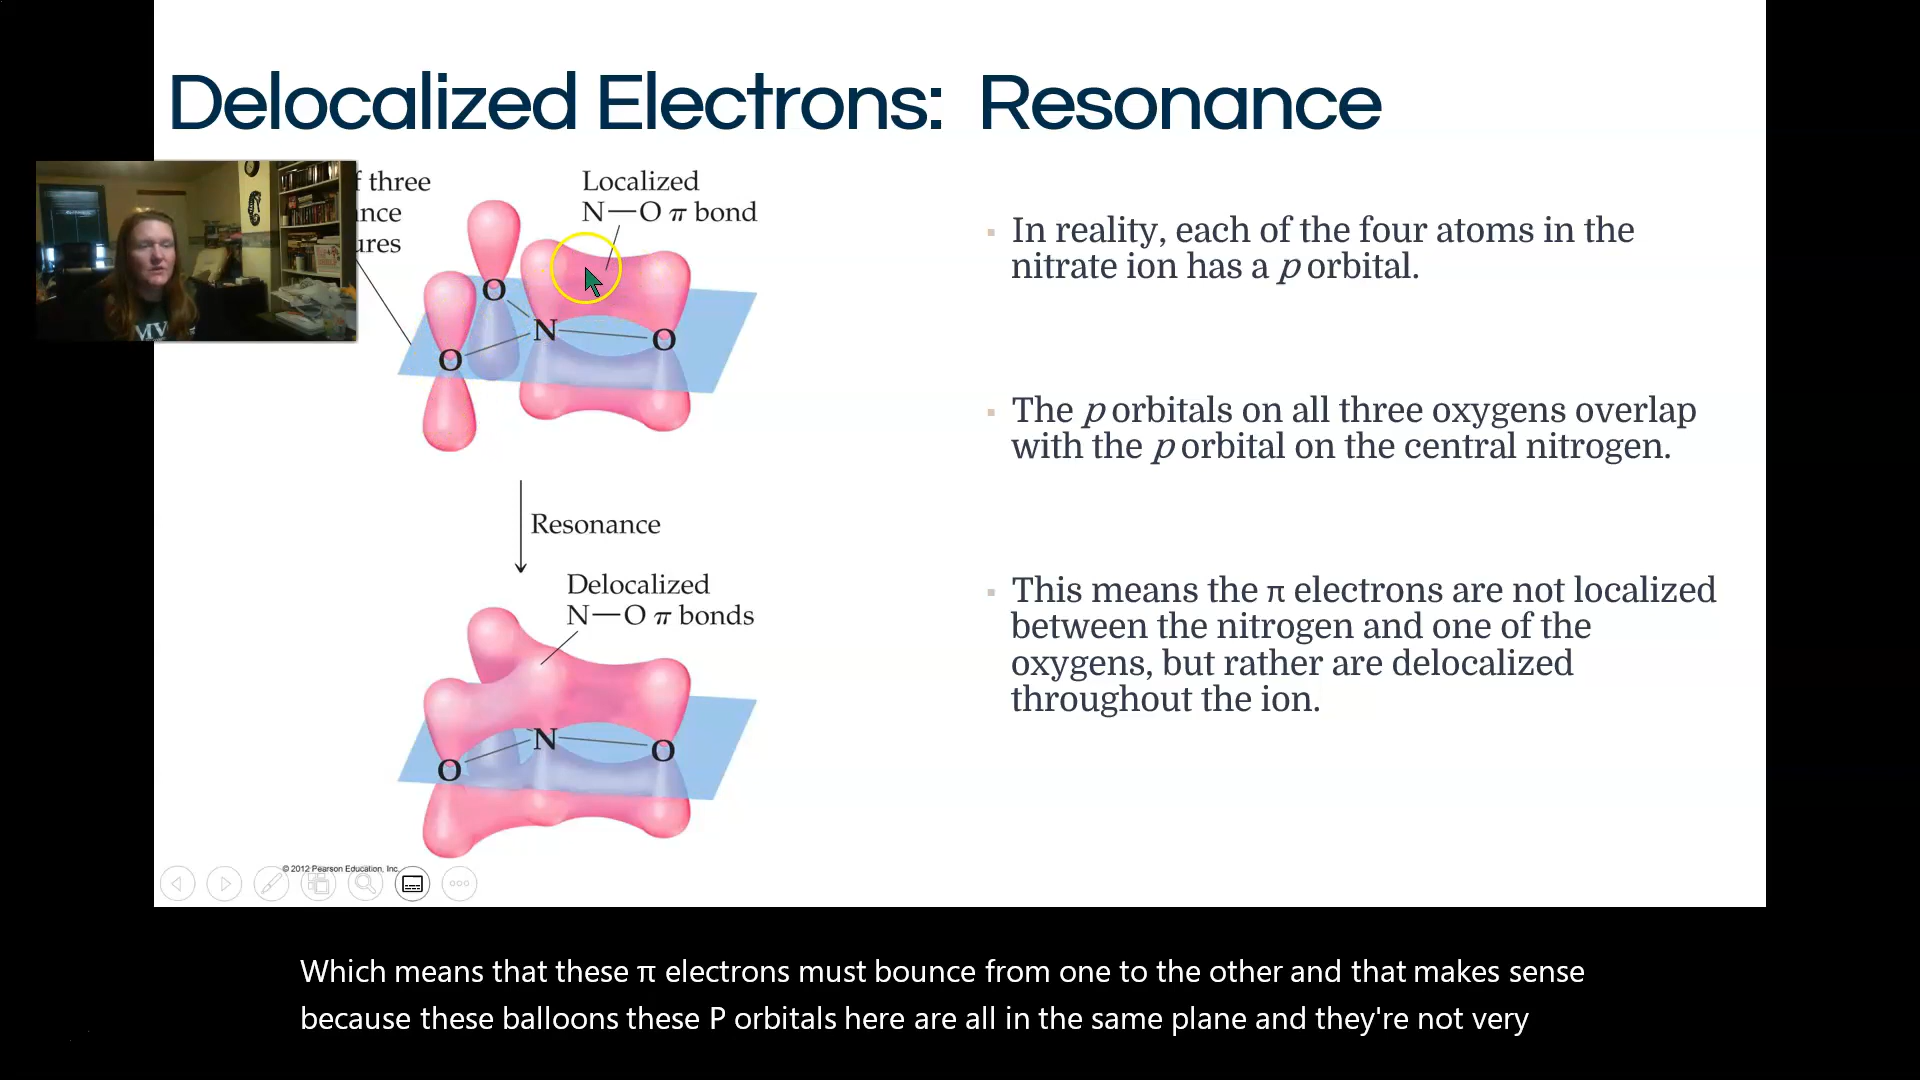 Delocalized Electrons: Resonance
three
Localized
N—O π bond
O
N
O
O
Resonance
Delocalized
N—O π bonds
N
O
O
© 2012 Pearson Education, Inc.
▪ In reality, each of the four atoms in the
nitrate ion has a p orbital.
▪ The p orbitals on all three oxygens overlap
with the p orbital on the central nitrogen.
▪ This means the π electrons are not localized
between the nitrogen and one of the
oxygens, but rather are delocalized
throughout the ion.
Which means that these π electrons must bounce from one to the other and that makes sense
because these balloons these P orbitals here are all in the same plane and they're not very